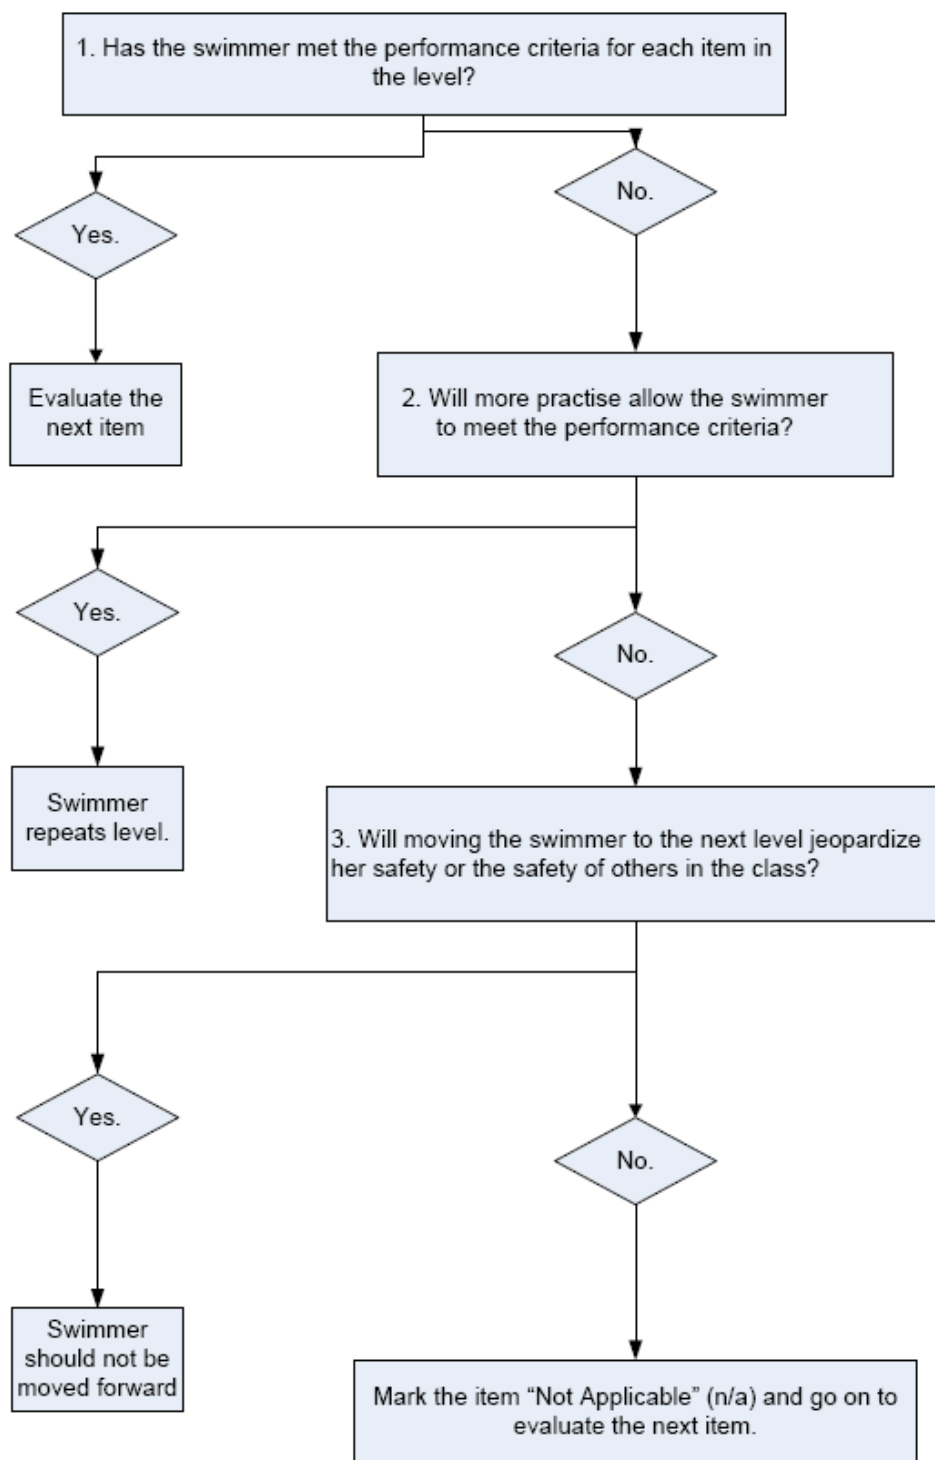 1. Has the swimmer met the performance criteria for each item in
the level?
No.
Yes.
Evaluate the
next item
2. Will more practise allow the swimmer
to meet the performance criteria?
Yes.
No.
Swimmer
repeats level.
3. Will moving the swimmer to the next level jeopardize
her safety or the safety of others in the class?
Yes.
No.
Swimmer
should not be
moved forward
Mark the item “Not Applicable” (n/a) and go on to
evaluate the next item.